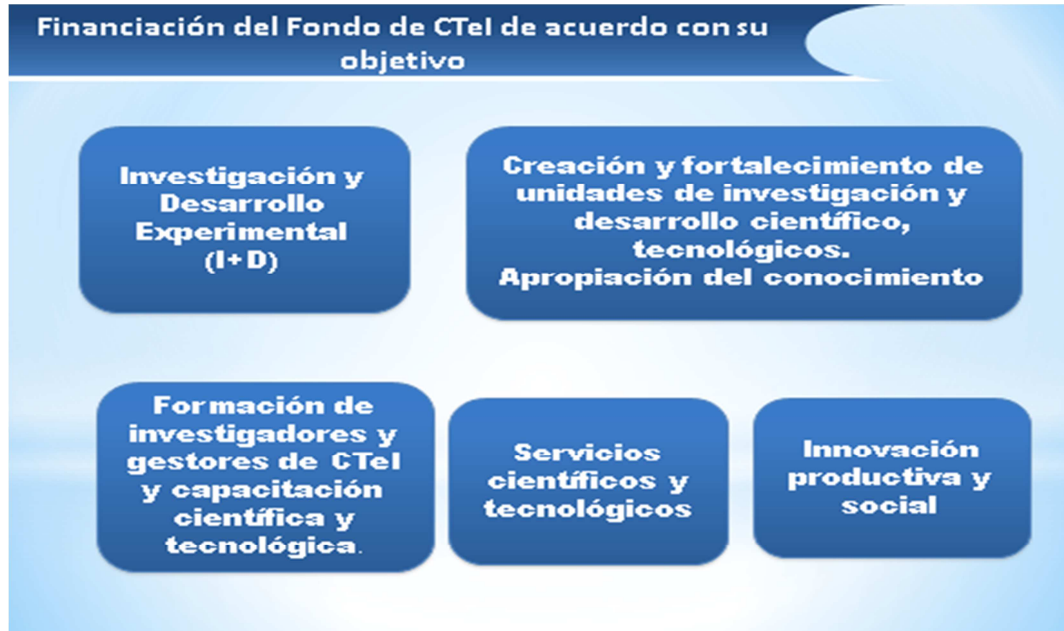 Financiación del Fondo de CTeI de acuerdo con su
objetivo
Investigación y
Desarrollo
Experimental
(I+D)
Creación y fortalecimiento de
unidades de investigación y
desarrollo científico,
tecnológicos.
Apropiación del conocimiento
Formación de
investigadores y
gestores de CTeI
y capacitación
científica y
tecnológica.
Servicios
científicos y
tecnológicos
Innovación
productiva y
social